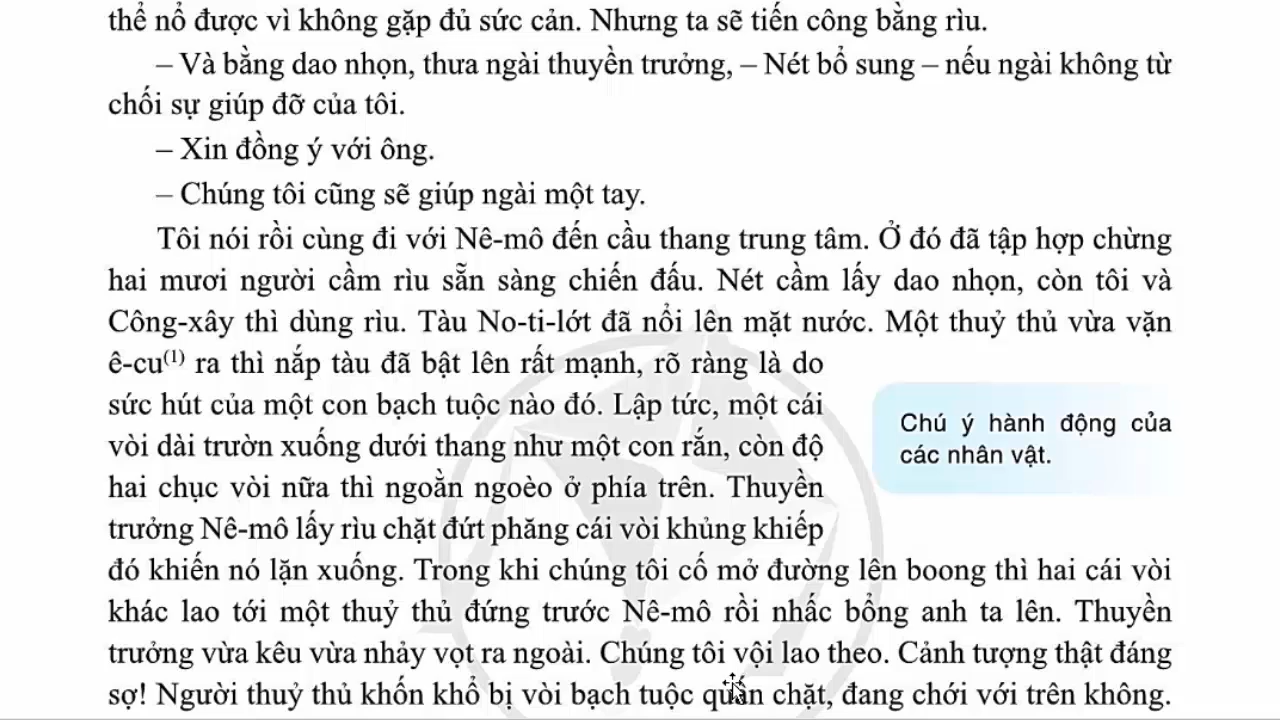 thể nổ được vì không gặp đủ sức cản. Nhưng ta sẽ tiến công bằng rìu.
– Và bằng dao nhọn, thưa ngài thuyền trưởng, – Nét bổ sung – nếu ngài không từ
chối sự giúp đỡ của tôi.
– Xin đồng ý với ông.
– Chúng tôi cũng sẽ giúp ngài một tay.
Tôi nói rồi cùng đi với Nê-mô đến cầu thang trung tâm. Ở đó đã tập hợp chừng
hai mươi người cầm rìu sẵn sàng chiến đấu. Nét cầm lấy dao nhọn, còn tôi và
Công-xây thì dùng rìu. Tàu No-ti-lớt đã nổi lên mặt nước. Một thuỷ thủ vừa vặn
ê-cu(1) ra thì nắp tàu đã bật lên rất mạnh, rõ ràng là do
sức hút của một con bạch tuộc nào đó. Lập tức, một cái
vòi dài trườn xuống dưới thang như một con rắn, còn độ
hai chục vòi nữa thì ngoằn ngoèo ở phía trên. Thuyền
trưởng Nê-mô lấy rìu chặt đứt phăng cái vòi khủng khiếp
đó khiến nó lặn xuống. Trong khi chúng tôi cố mở đường lên boong thì hai cái vòi
khác lao tới một thuỷ thủ đứng trước Nê-mô rồi nhấc bổng anh ta lên. Thuyền
trưởng vừa kêu vừa nhảy vọt ra ngoài. Chúng tôi vội lao theo. Cảnh tượng thật đáng
sợ! Người thuỷ thủ khốn khổ bị vòi bạch tuộc quấn chặt, đang chới với trên không.
Chú ý hành động của
các nhân vật.